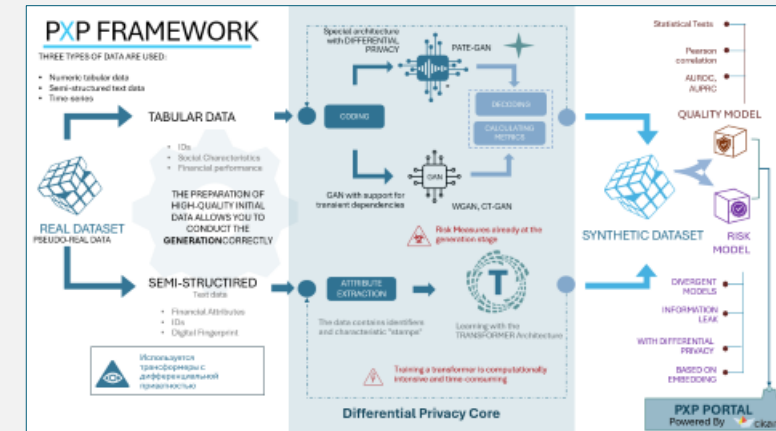 PXP FRAMEWORK
THREE TYPES OF DATA ARE USED:
• Numeric tabular data
• Semi-structured text data
• Time-series
TABULAR DATA
• IDs
• Social Characteristics
• Financial performance
THE PREPARATION OF
HIGH-QUALITY INITIAL
DATA ALLOWS YOU TO
CONDUCT THE
GENERATIONCORRECTLY
REAL DATASET
PSEUDO-REAL DATA
SEMI-STRUCTIRED
Text data
• Financial Attributes
• IDs
• Digital Fingerprint
Используется
трансформеры с
дифференциальной
приватностью
Special architecture
with DIFFERENTIAL
PRIVACY
PATE-GAN
CODING
DECODING
CALCULATING
METRICS
GAN
GAN with support for
transient dependencies
WGAN, CT-GAN
Risk Measures already at the
generation stage
ATTRIBUTE
EXTRACTION
T
The data contains identifiers
and characteristic "stamps"
Learning with the
TRANSFORMER Architecture
Training a transformer is computationally
intensive and time-consuming
Differential Privacy Core
Statistical Tests
Pearson
correlation
AUROC,
AUPRC
QUALITY MODEL
SYNTHETIC DATASET
RISK
MODEL
DIVERGENT
MODELS
INFORMATION
LEAK
WITH DIFFERENTIAL
PRIVACY
BASED ON
EMBEDDING
PXP PORTAL
Powered By